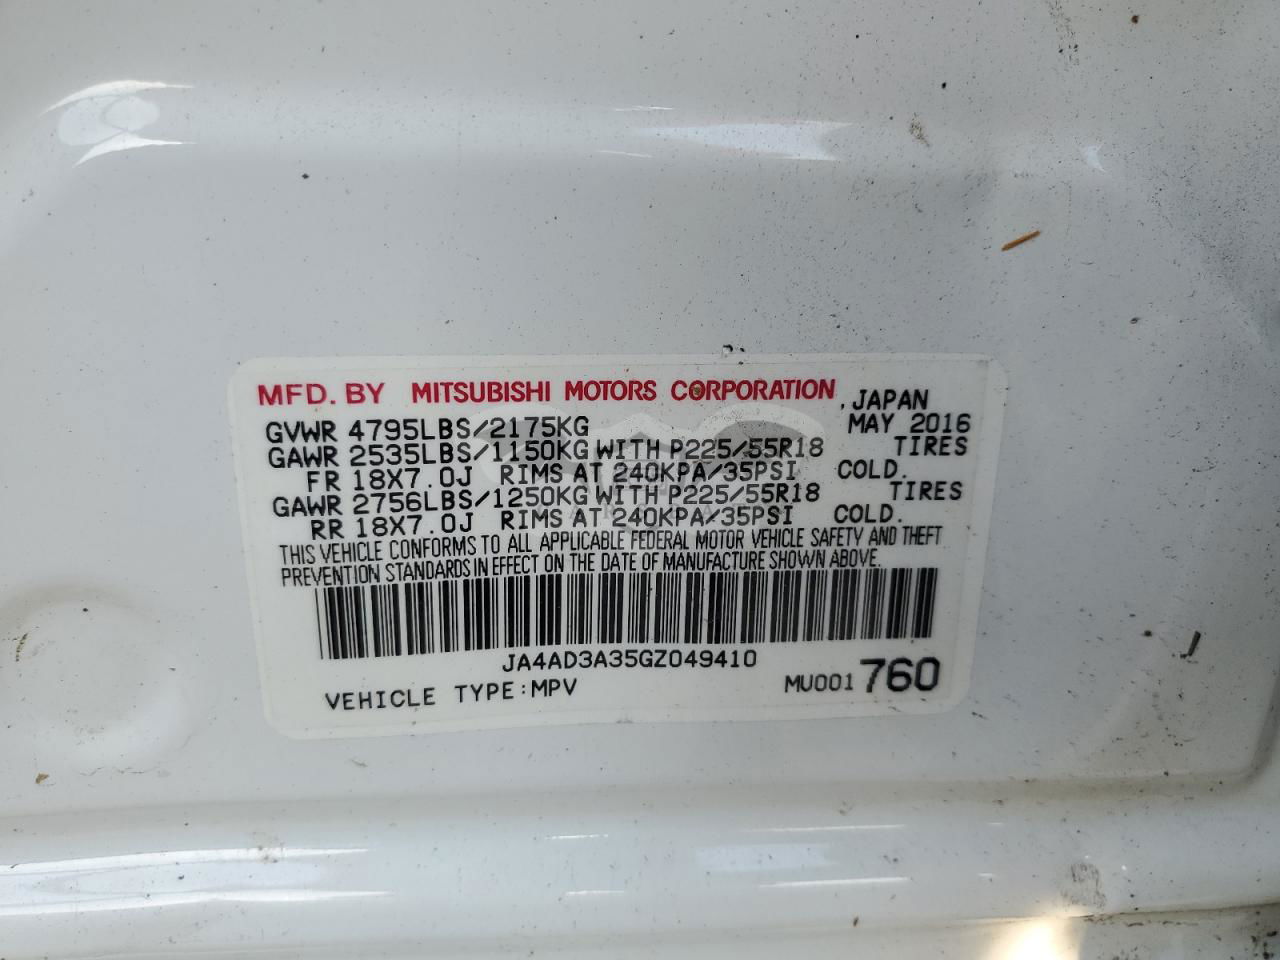 MFD. BY MITSUBISHI MOTORS CORPORATION, JAPAN
GVWR 4795LBS/2175KG MAY 2016
GAWR 2535LBS/1150KG WITH P225/55R18 TIRES
FR 18X7.0J RIMS AT 240KPA/35PSI COLD.
GAWR 2756LBS/1250KG WITH P225/55R18 TIRES
RR 18X7.0J RIMS AT 240KPA/35PSI COLD.
THIS VEHICLE CONFORMS TO ALL APPLICABLE FEDERAL MOTOR VEHICLE SAFETY AND THEFT
PREVENTION STANDARDS IN EFFECT ON THE DATE OF MANUFACTURE SHOWN ABOVE.
JA4AD3A35GZ049410
VEHICLE TYPE:MPV MU001760